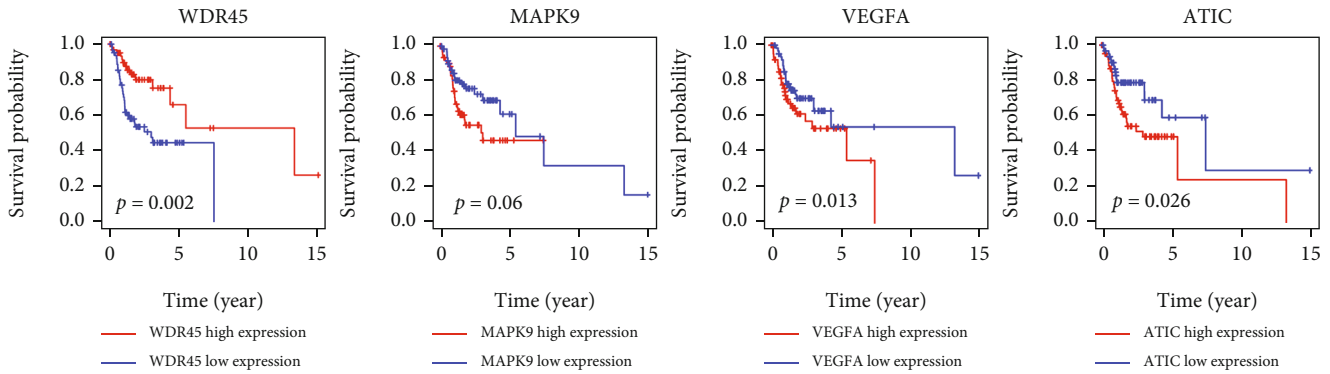 WDR45
MAPK9
VEGFA
ATIC
Survival probability
1.0
0.8
0.6
0.4
0.2
0.0
p = 0.002
0 5 10 15
Time (year)
WDR45 high expression
WDR45 low expression
Survival probability
1.0
0.8
0.6
0.4
0.2
0.0
p = 0.06
0 5 10 15
Time (year)
MAPK9 high expression
MAPK9 low expression
Survival probability
1.0
0.8
0.6
0.4
0.2
0.0
p = 0.013
0 5 10 15
Time (year)
VEGFA high expression
VEGFA low expression
Survival probability
1.0
0.8
0.6
0.4
0.2
0.0
p = 0.026
0 5 10 15
Time (year)
ATIC high expression
ATIC low expression